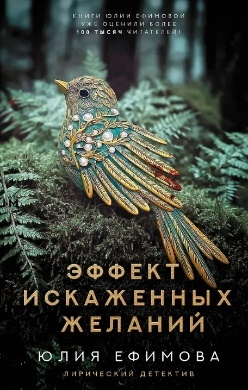 КНИГИ ЮЛИИ ЕФИМОВОЙ
УЖЕ ОЦЕНИЛИ БОЛЕЕ
100 ТЫСЯЧ ЧИТАТЕЛЕЙ!
ЭФФЕКТ
ИСКАЖЕННЫХ
ЖЕЛАНИЙ
ЮЛИЯ ЕФИМОВА
ЛИРИЧЕСКИЙ ДЕТЕКТИВ